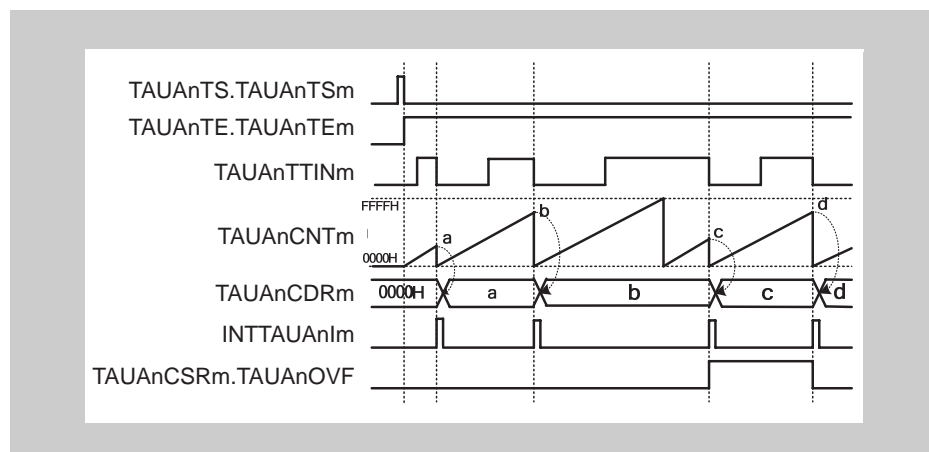 TAUAnTS.TAUAnTSm
TAUAnTE.TAUAnTEm
TAUAnTTINm
FFFFH
TAUAnCNTm
0000H
a
b
c
d
TAUAnCDRm
0000H
a
b
c
d
INTTAUAnIm
TAUAnCSRm.TAUAnOVF